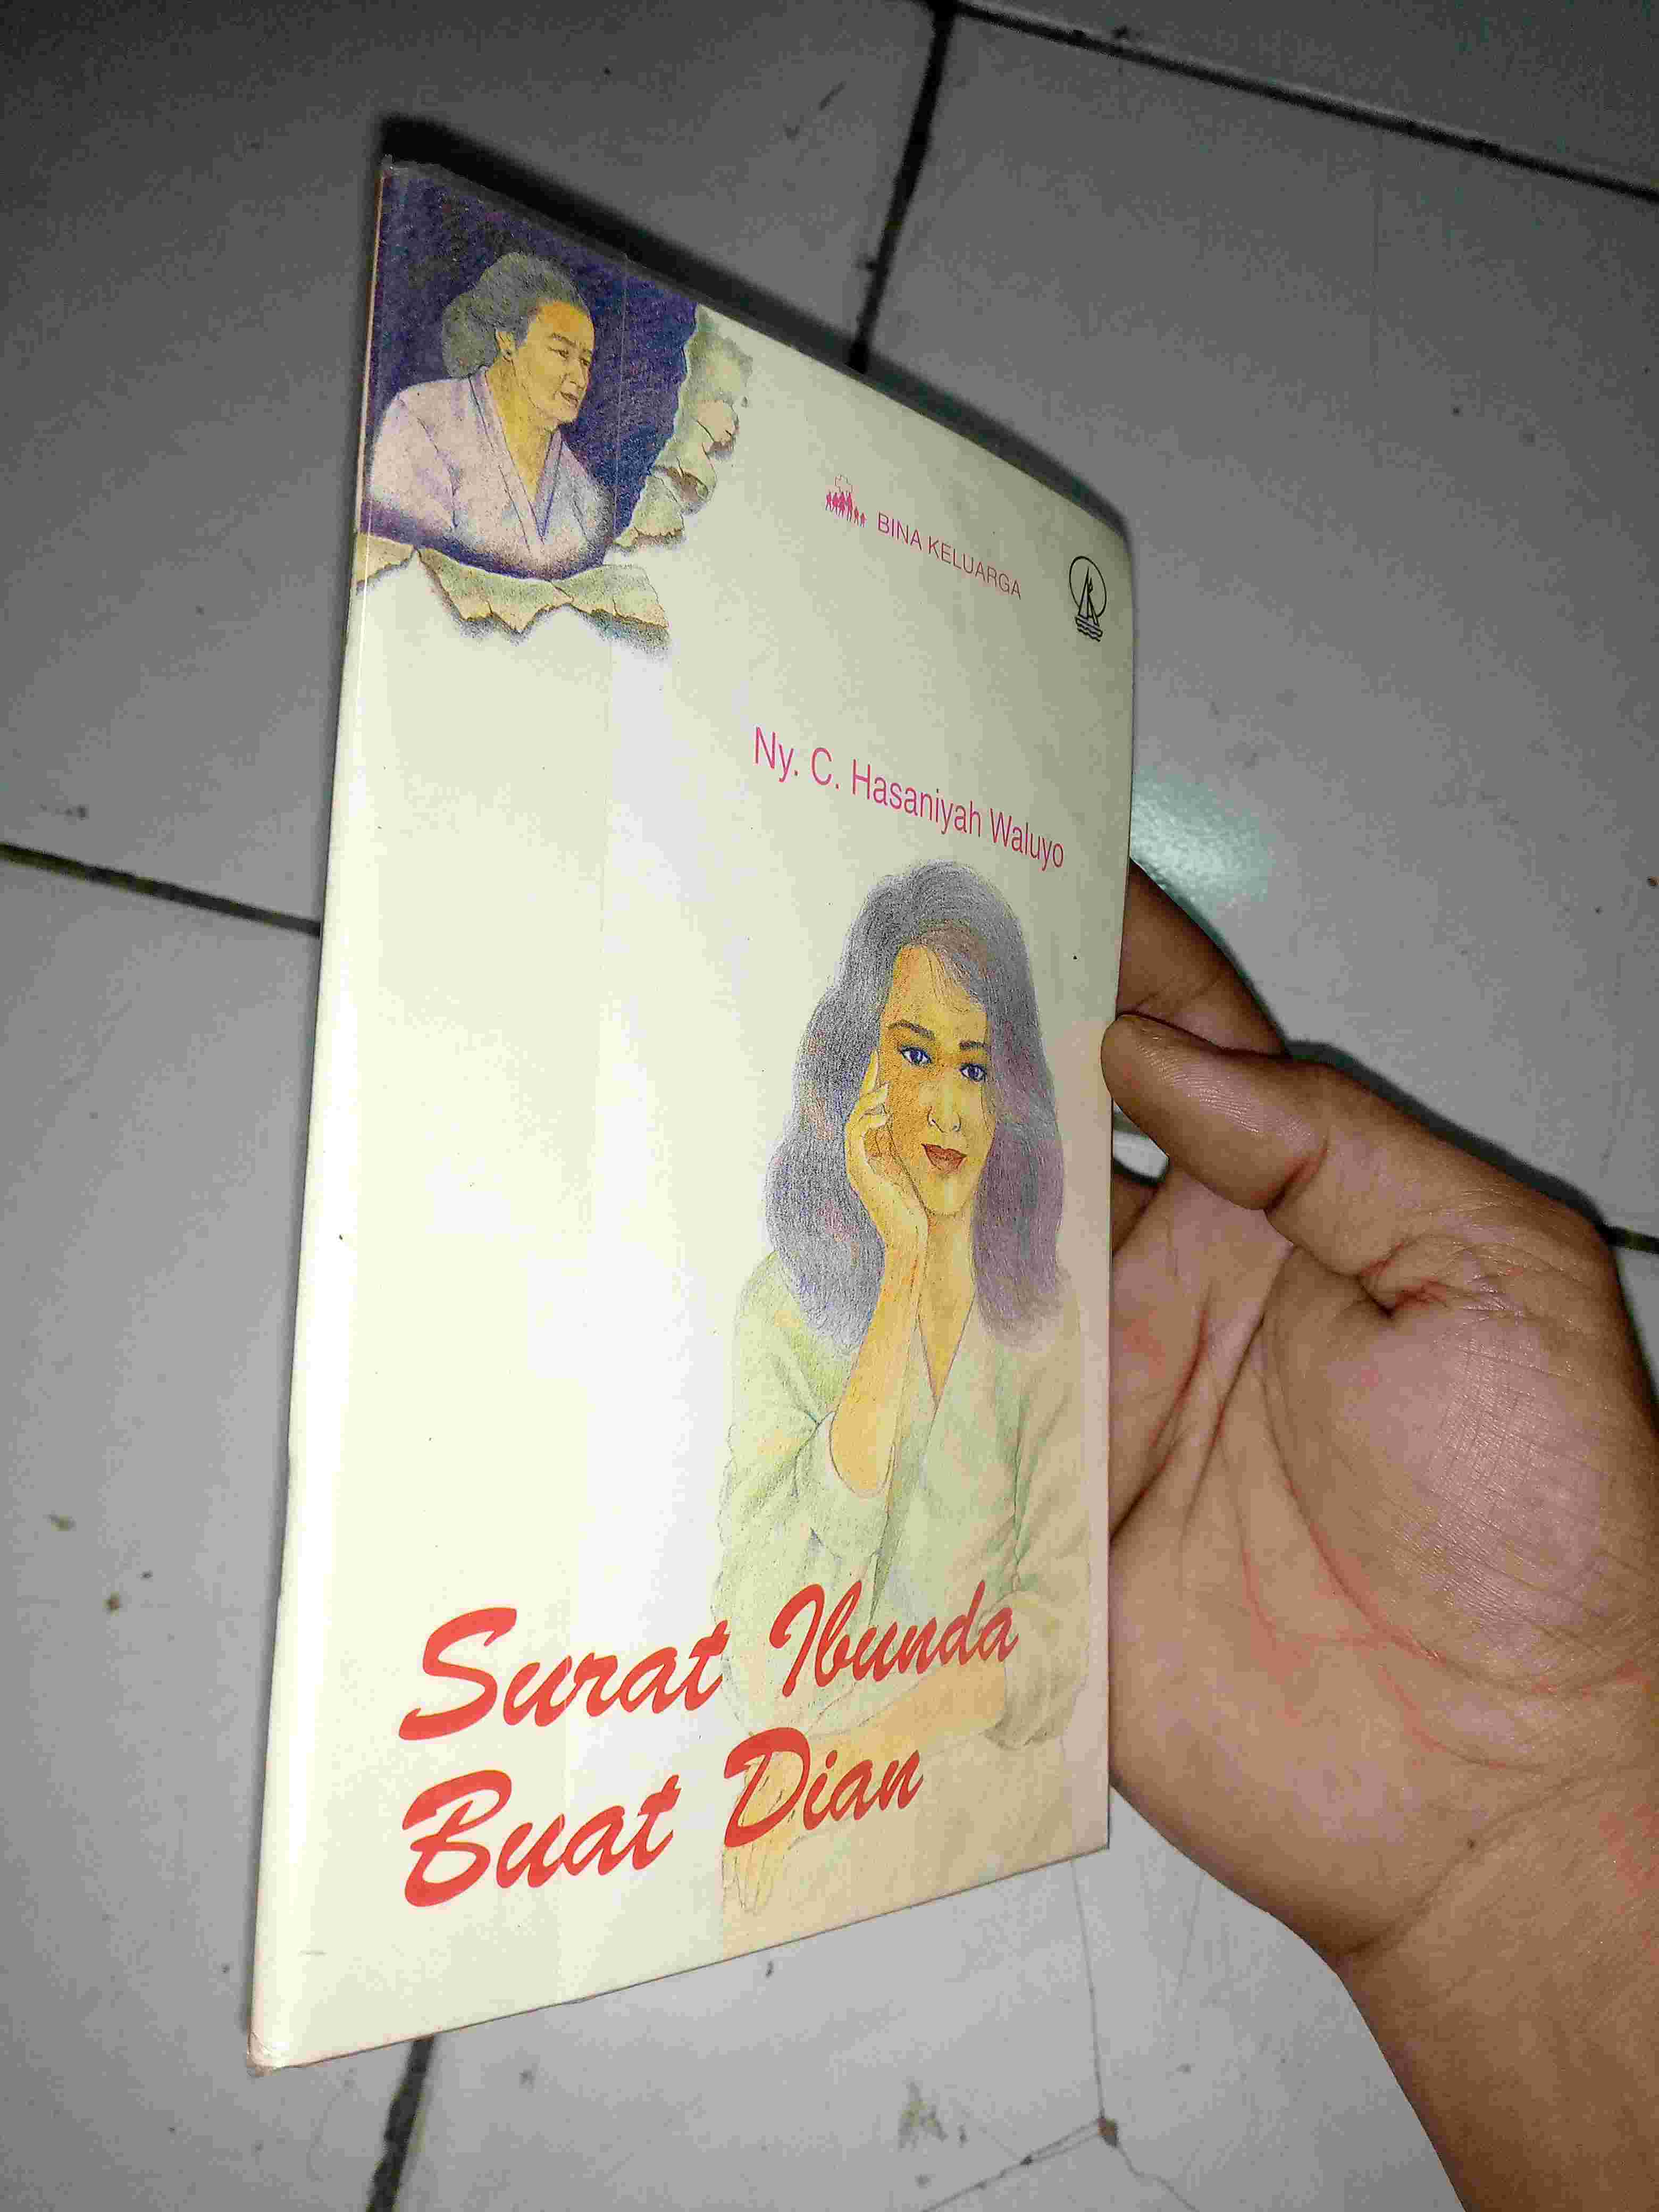 BINA KELUARGA
Ny. C. Hasaniyah Waluyo
Surat Ibunda
Buat Dian